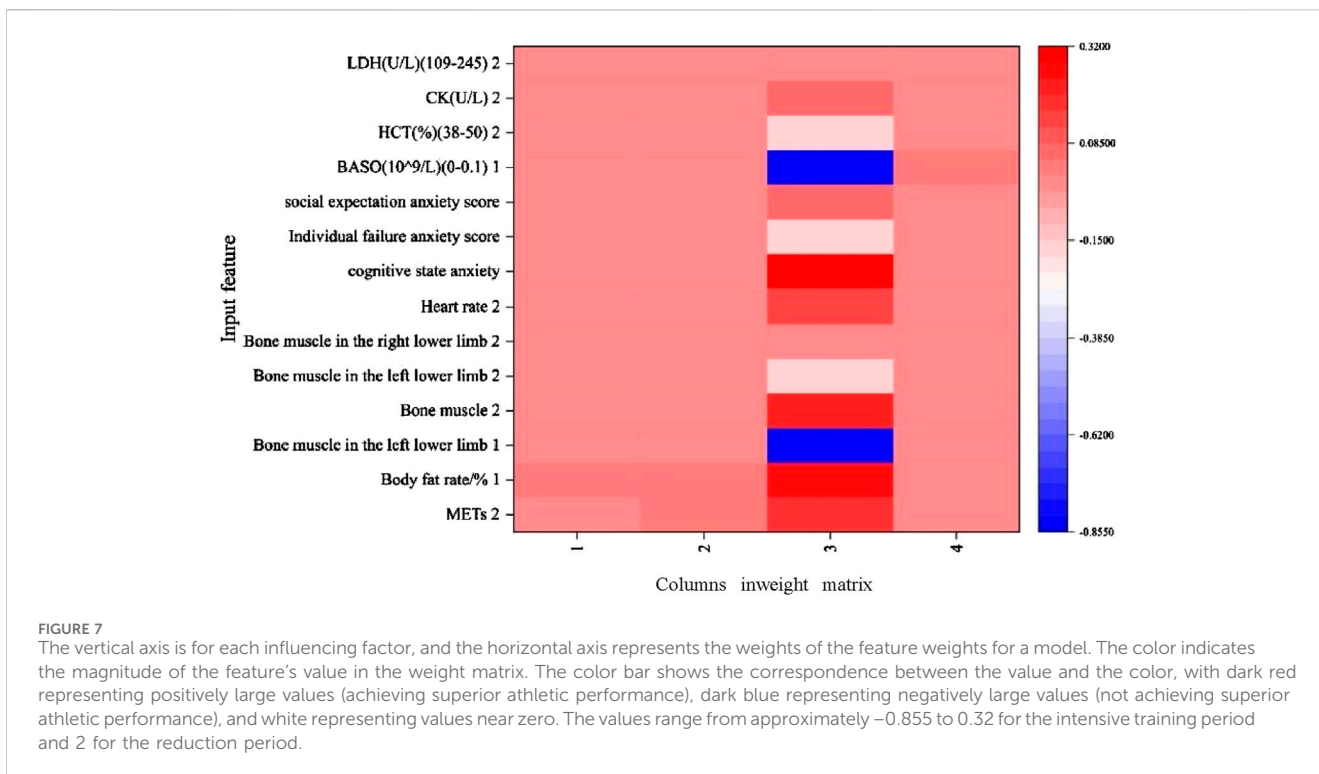 LDH(U/L)(109-245) 2
CK(U/L) 2
HCT(%)(38-50) 2
BASO(10^9/L)(0-0.1) 1
social expectation anxiety score
Individual failure anxiety score
cognitive state anxiety
Heart rate 2
Bone muscle in the right lower limb 2
Bone muscle in the left lower limb 2
Bone muscle 2
Bone muscle in the left lower limb 1
Body fat rate/% 1
METs 2
Input feature
1
2
3
4
Columns inweight matrix
0.3200
0.08500
-0.1500
-0.3850
-0.6200
-0.8550
FIGURE 7
The vertical axis is for each influencing factor, and the horizontal axis represents the weights of the feature weights for a model. The color indicates
the magnitude of the feature's value in the weight matrix. The color bar shows the correspondence between the value and the color, with dark red
representing positively large values (achieving superior athletic performance), dark blue representing negatively large values (not achieving superior
athletic performance), and white representing values near zero. The values range from approximately −0.855 to 0.32 for the intensive training period
and 2 for the reduction period.